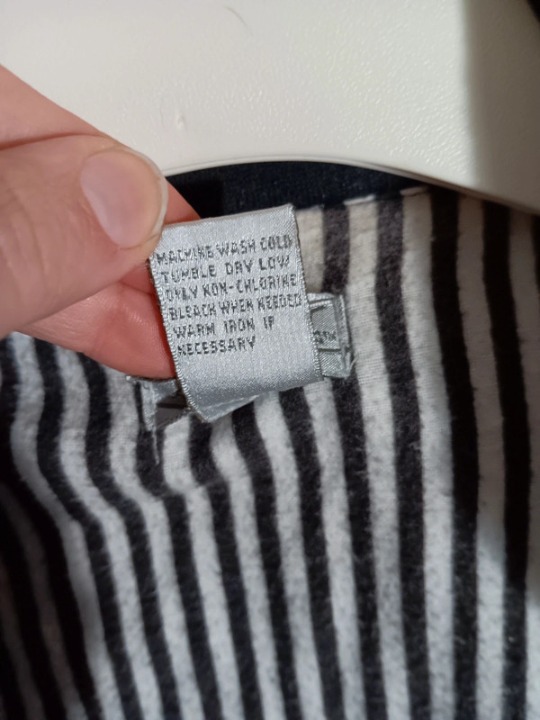 MACHINE WASH COLD
TUMBLE DRY LOW
ONLY NON-CHLORINE
BLEACH WHEN NEEDED
WARM IRON IF
NECESSARY